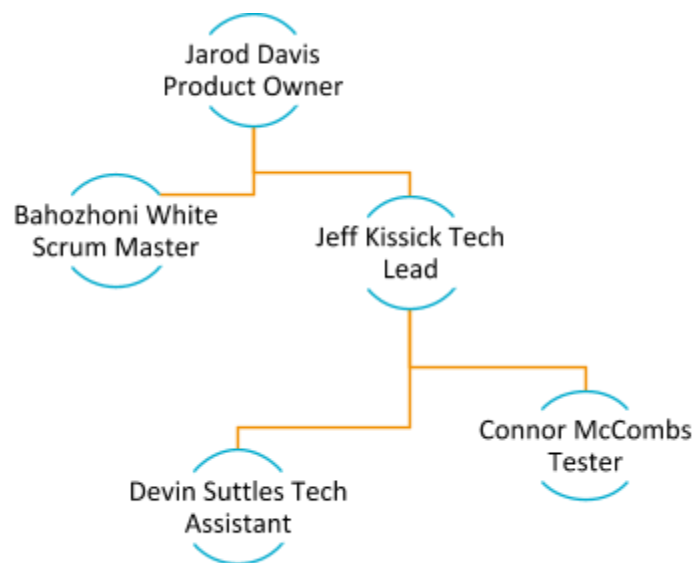 Jarod Davis
Product Owner
Bahozhoni White
Scrum Master
Jeff Kissick Tech
Lead
Connor McCombs
Tester
Devin Suttles Tech
Assistant